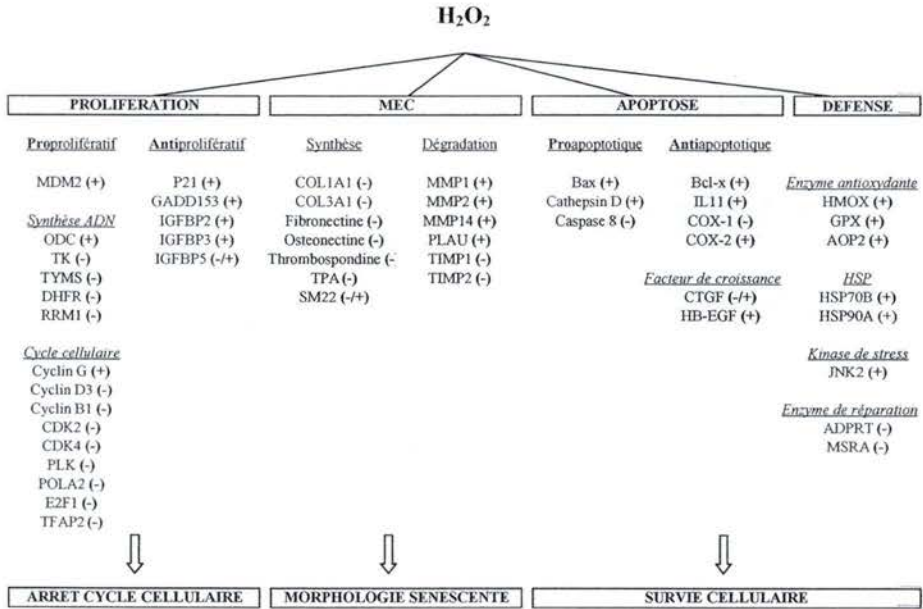 H₂O₂
PROLIFERATION
Proprolifératif
MDM2 (+)
Synthèse ADN
ODC (+)
TK (-)
TYMS (-)
DHFR (-)
RRM1 (-)
Cycle cellulaire
Cyclin G (+)
Cyclin D3 (-)
Cyclin B1 (-)
CDK2 (-)
CDK4 (-)
PLK (-)
POLA2 (-)
E2F1 (-)
TFAP2 (-)
Antiprolifératif
P21 (+)
GADD153 (+)
IGFBP2 (+)
IGFBP3 (+)
IGFBP5 (-/+)
ARRET CYCLE CELLULAIRE
MEC
Synthèse
COL1A1 (-)
COL3A1 (-)
Fibronectine (-)
Osteonectine (-)
Thrombospondine (-
TPA (-)
SM22 (-/+)
Dégradation
MMP1 (+)
MMP2 (+)
MMP14 (+)
PLAU (+)
TIMP1 (-)
TIMP2 (-)
MORPHOLOGIE SENESCENTE
APOPTOSE
Proapoptotique
Bax (+)
Cathepsin D (+)
Caspase 8 (-)
Antiapoptotique
Bcl-x (+)
IL11 (+)
COX-1 (-)
COX-2 (+)
Facteur de croissance
CTGF (-/+)
HB-EGF (+)
DEFENSE
Enzyme antioxydante
HMOX (+)
GPX (+)
AOP2 (+)
HSP
HSP70B (+)
HSP90A (+)
Kinase de stress
JNK2 (+)
Enzyme de réparation
ADPRT (-)
MSRA (-)
SURVIE CELLULAIRE